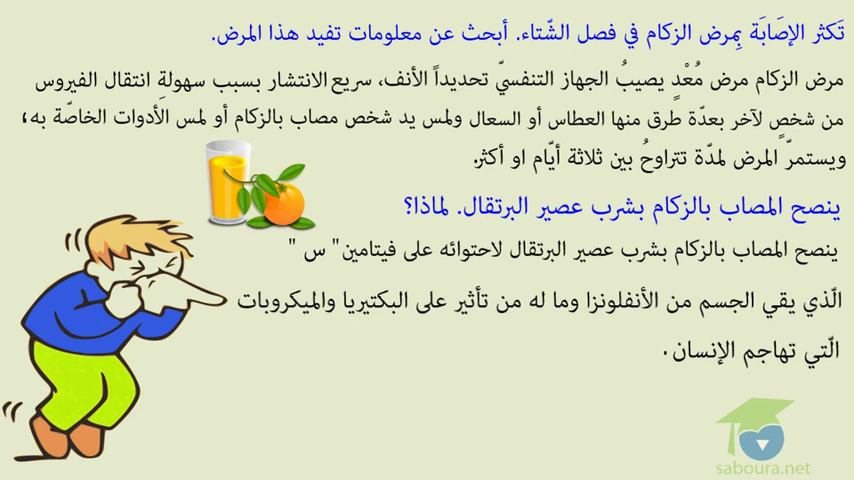 تَكثر الإصَابَة بِمرض الزكام في فصل الشّتاء. أبحث عن معلومات تفيد هذا المرض.
مرض الزكام مرض مُعْدٍ يصيبُ الجهاز التنفسيّ تحديداً الأنف، سريع الانتشار بسبب سهولةِ انتقال الفيروس
من شخصٍ لآخر بعدّة طرق منها العطاس أو السعال ولمس يد شخص مصاب بالزكام أو لمس الأدوات الخاصّة به،
ويستمرّ المرض لمدّة تتراوحُ بين ثلاثة أيّام او أكثر.
ينصح المصاب بالزكام بشرب عصير البرتقال. لماذا؟
ينصح المصاب بالزكام بشرب عصير البرتقال لاحتوائه على فيتامين" س "
الّذي يقي الجسم من الأنفلونزا وما له من تأثير على البكتيريا والميكروبات
الّتي تهاجم الإنسان.
saboura.net